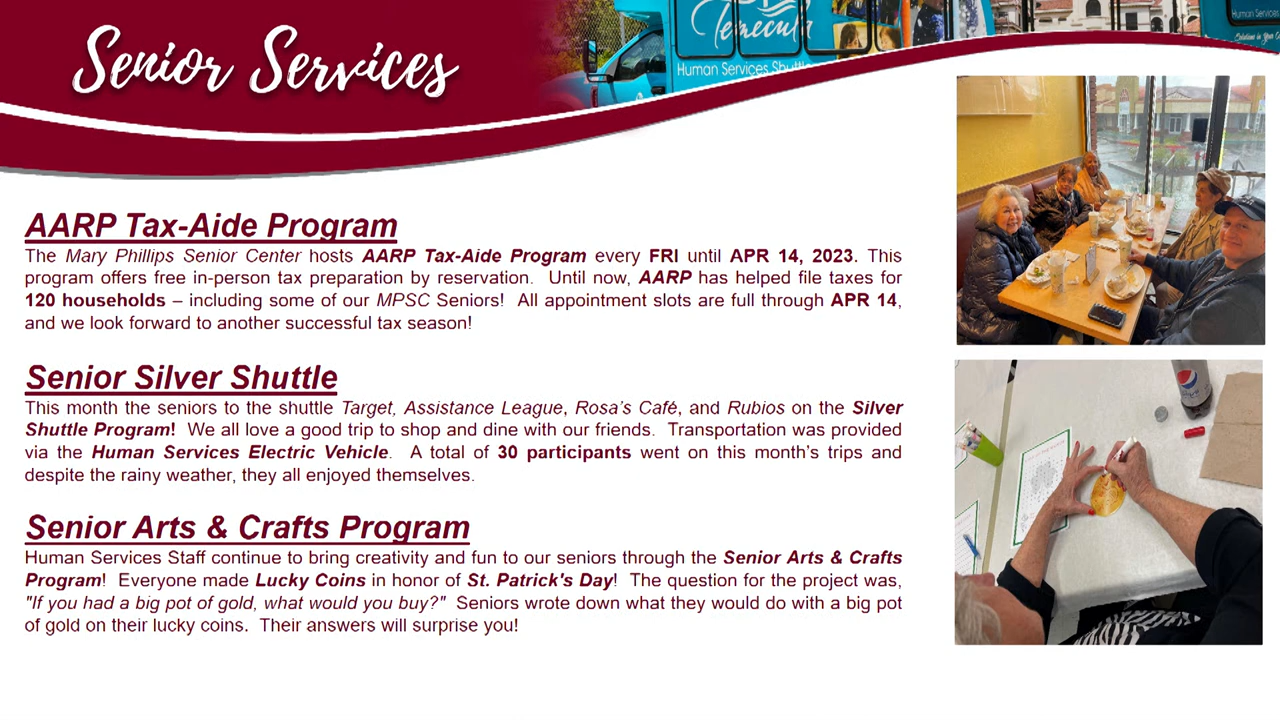 Senior Services
Temecula
Human Services Shuttle
Human Services
AARP Tax-Aide Program
The Mary Phillips Senior Center hosts AARP Tax-Aide Program every FRI until APR 14, 2023. This
program offers free in-person tax preparation by reservation.  Until now, AARP has helped file taxes for
120 households – including some of our MPSC Seniors!  All appointment slots are full through APR 14,
and we look forward to another successful tax season!
Senior Silver Shuttle
This month the seniors to the shuttle Target, Assistance League, Rosa's Café, and Rubios on the Silver
Shuttle Program!  We all love a good trip to shop and dine with our friends.  Transportation was provided
via the Human Services Electric Vehicle.  A total of 30 participants went on this month's trips and
despite the rainy weather, they all enjoyed themselves.
Senior Arts & Crafts Program
Human Services Staff continue to bring creativity and fun to our seniors through the Senior Arts & Crafts
Program!  Everyone made Lucky Coins in honor of St. Patrick's Day!  The question for the project was,
"If you had a big pot of gold, what would you buy?"  Seniors wrote down what they would do with a big pot
of gold on their lucky coins.  Their answers will surprise you!
pepsi